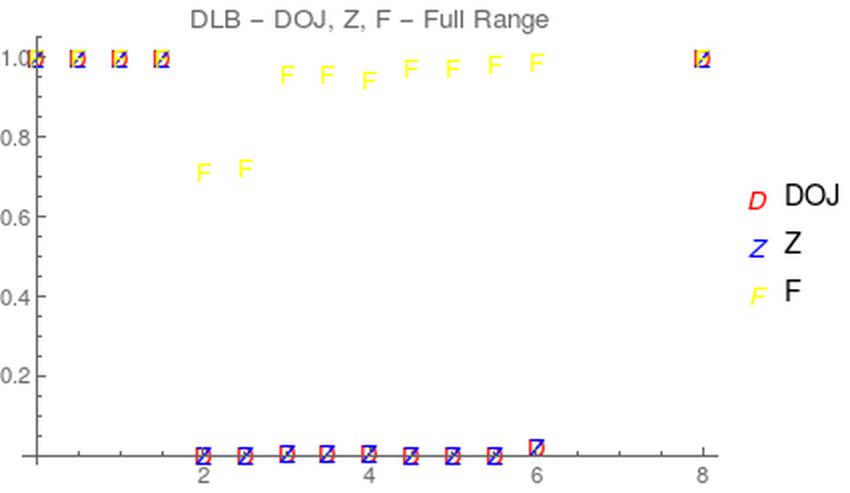 DLB – DOJ, Z, F – Full Range
1.0
0.8
0.6
0.4
0.2
2 4 6 8
D DOJ
Z Z
F F